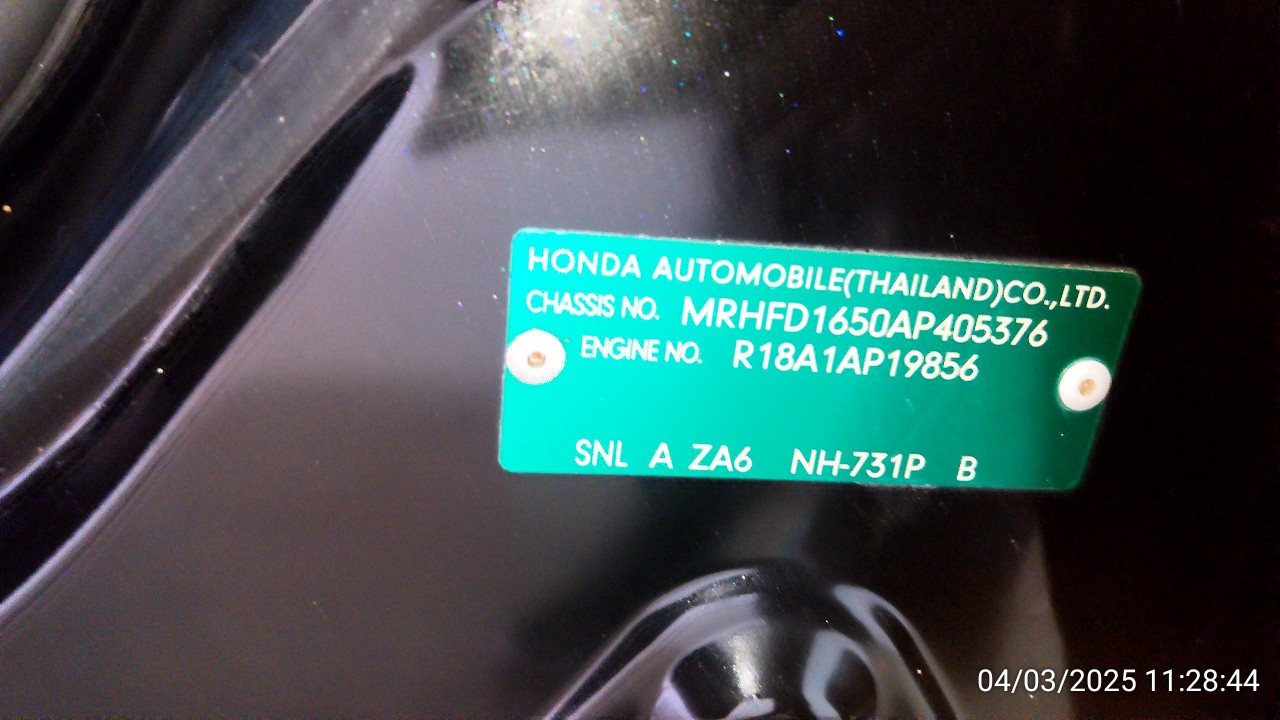 HONDA AUTOMOBILE(THAILAND)CO.,LTD.
CHASSIS NO. MRHFD1650AP405376
ENGINE NO. R18A1AP19856
SNL A ZA6 NH-731P B
04/03/2025 11:28:44